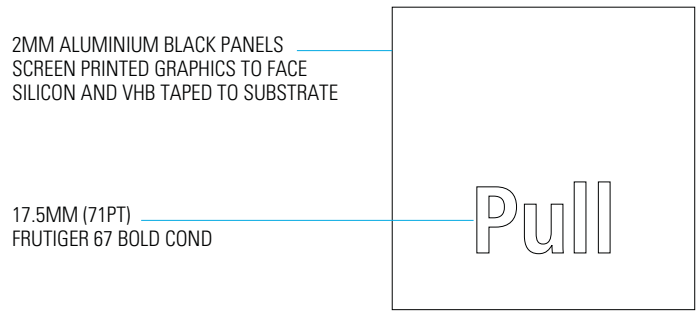 2MM ALUMINIUM BLACK PANELS
SCREEN PRINTED GRAPHICS TO FACE
SILICON AND VHB TAPED TO SUBSTRATE
17.5MM (71PT)
FRUTIGER 67 BOLD COND
Pull